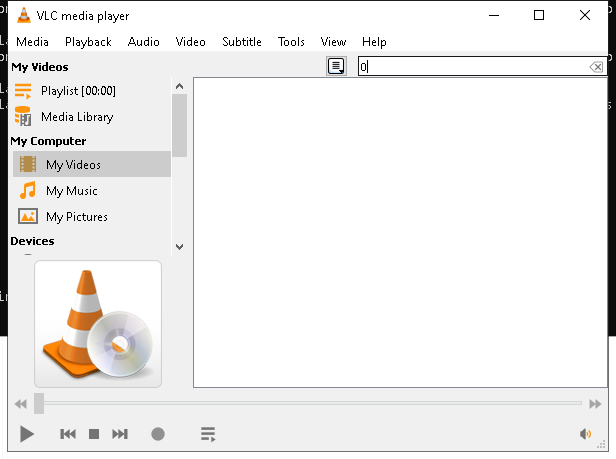 VLC media player
Media Playback Audio Video Subtitle Tools View Help
My Videos
0
Playlist [00:00]
Media Library
My Computer
My Videos
My Music
My Pictures
Devices